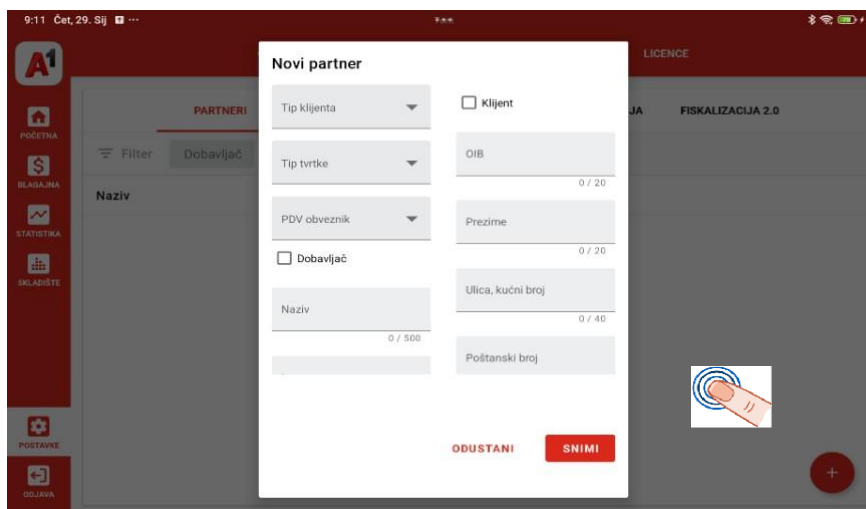 9:11 Čet, 29. Sij
A1
LICENCE
POČETNA
BLAGAJNA
STATISTIKA
SKLADIŠTE
POSTAVKE
ODJAVA
PARTNERI
JA
FISKALIZACIJA 2.0
Filter
Dobavljač
Naziv
Novi partner
Tip klijenta
Klijent
Tip tvrtke
OIB
0 / 20
PDV obveznik
Prezime
0 / 20
Dobavljač
Ulica, kućni broj
0 / 40
Naziv
0 / 500
Poštanski broj
ODUSTANI
SNIMI